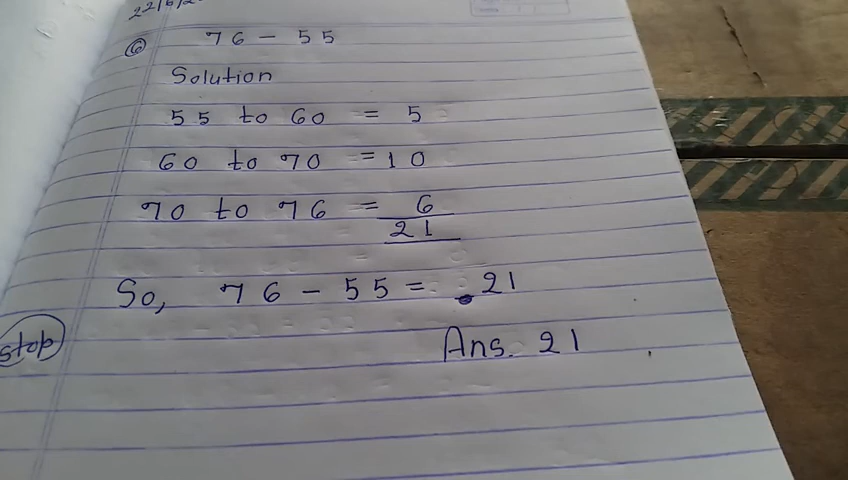 6 76 - 55
Solution
55 to 60 = 5
60 to 70 = 10
70 to 76 = 6
21
So, 76 - 55 = 21
Ans. 21